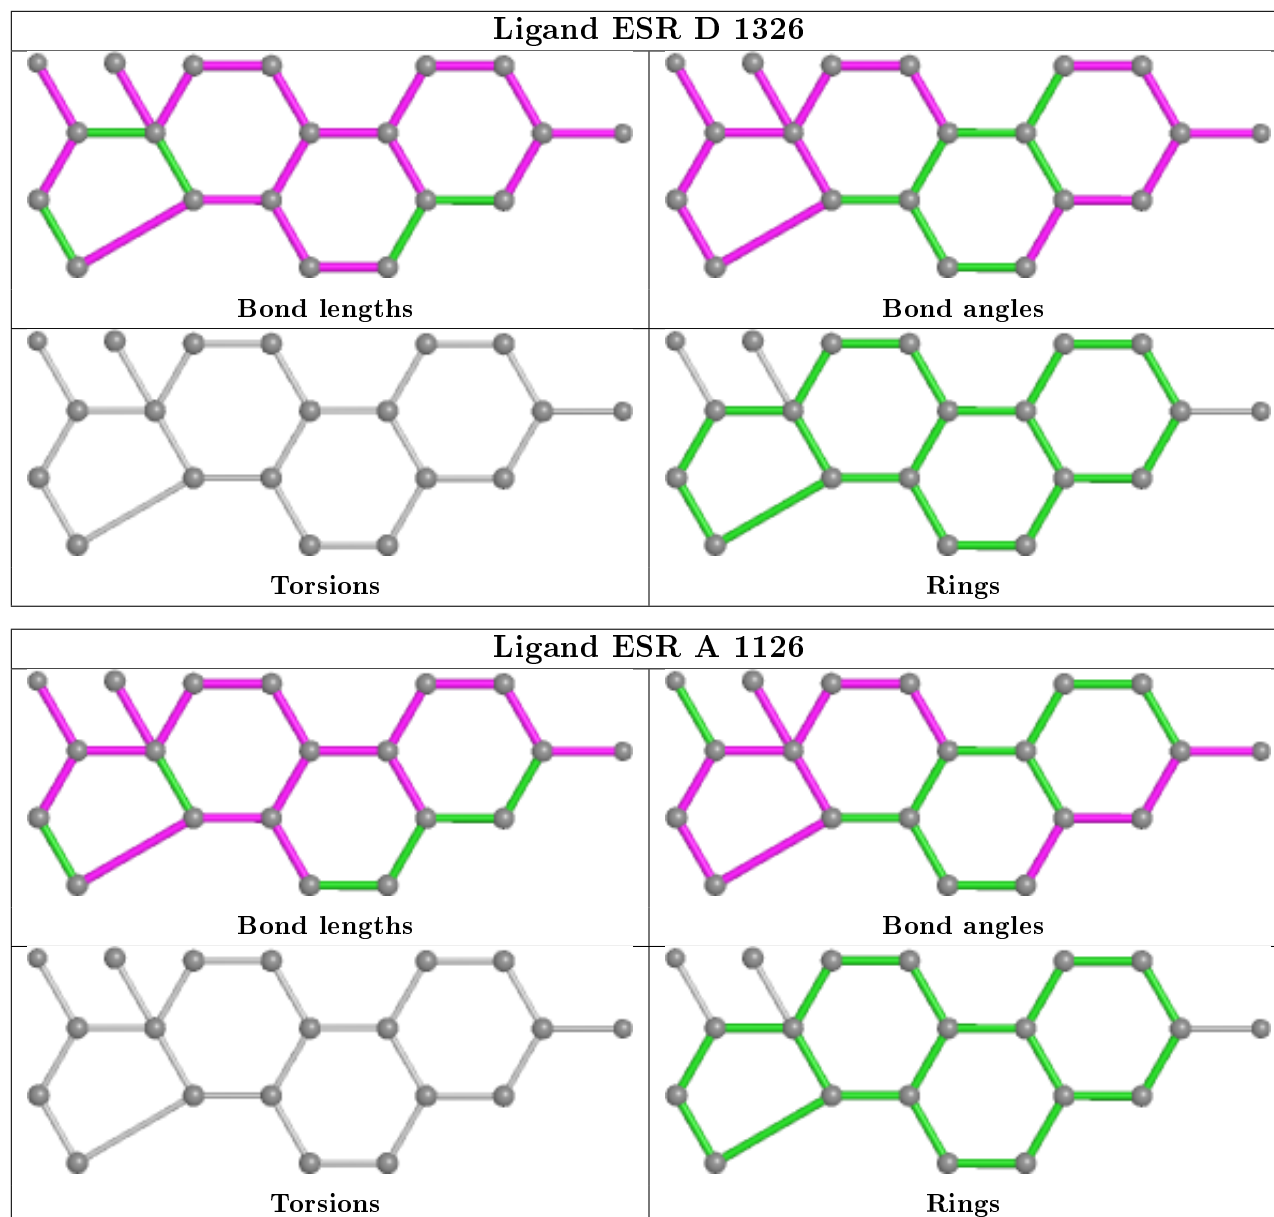 Ligand ESR D 1326
Bond lengths
Bond angles
Torsions
Rings
Ligand ESR A 1126
Bond lengths
Bond angles
Torsions
Rings